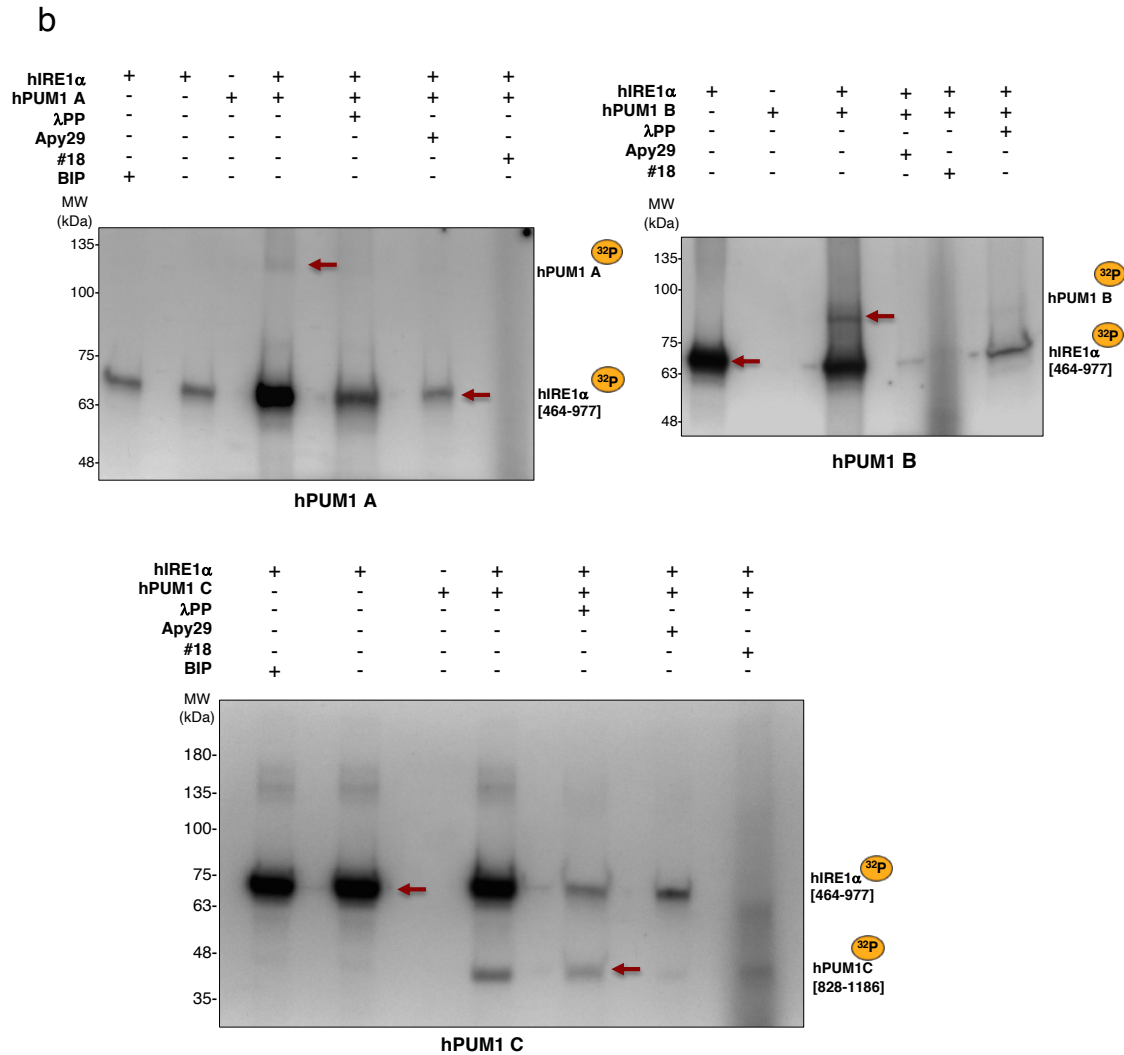 b
hIRE1α + + - + + + +
hPUM1 A - - + + + + +
λPP - - - - + - -
Apy29 - - - - - + -
#18 - - - - - - +
BIP + - - - - - -
MW
(kDa)
135-
100-
75-
63-
48-
32P
hPUM1 A
32P
hIRE1α
[464-977]
hPUM1 A
hIRE1α + - + + + +
hPUM1 B - + + + + +
λPP - - - - - +
Apy29 - - - + - -
#18 - - - - + -
MW
(kDa)
135-
100-
75-
63-
48-
32P
hPUM1 B
32P
hIRE1α
[464-977]
hPUM1 B
hIRE1α + + - + + + +
hPUM1 C - - + + + + +
λPP - - - - + - -
Apy29 - - - - - + -
#18 - - - - - - +
BIP + - - - - - -
MW
(kDa)
180-
135-
100-
75-
63-
48-
35-
32P
hIRE1α
[464-977]
32P
hPUM1C
[828-1186]
hPUM1 C